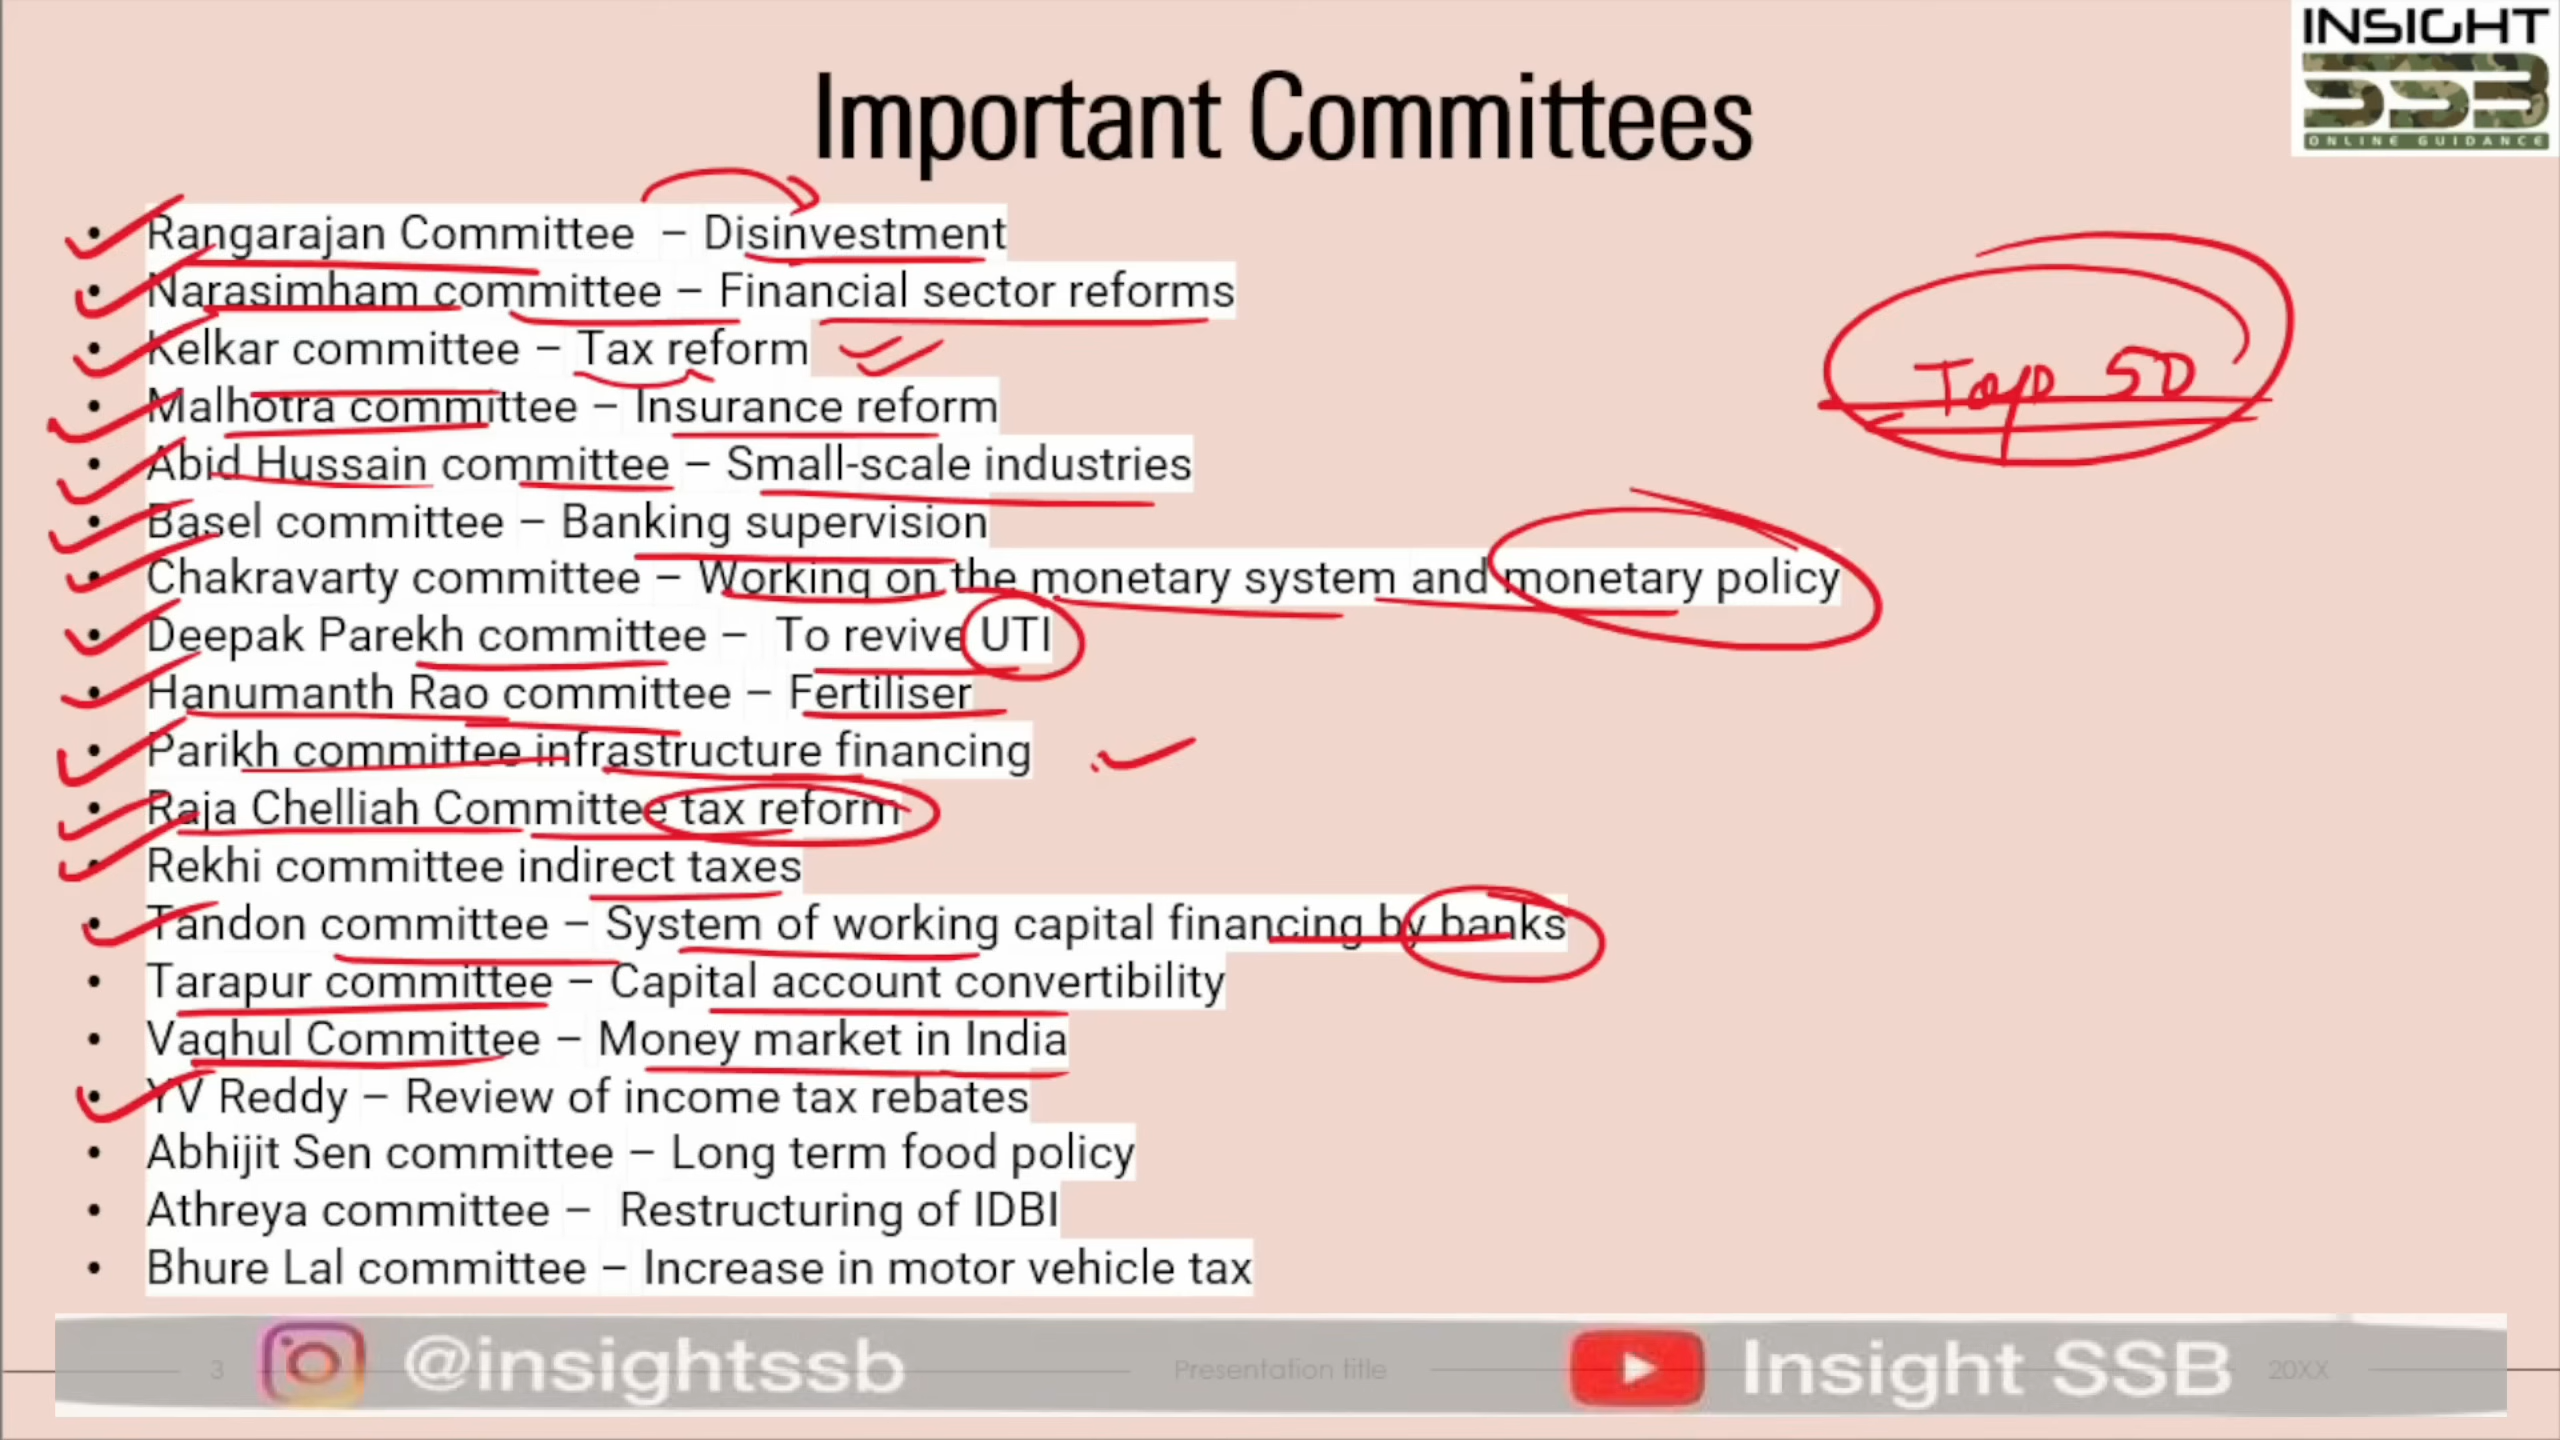 INSIGHT
SSB
ONLINE GUIDANCE
Important Committees
• Rangarajan Committee – Disinvestment
• Narasimham committee – Financial sector reforms
• Kelkar committee – Tax reform
Top 50
• Malhotra committee – Insurance reform
• Abid Hussain committee – Small-scale industries
• Basel committee – Banking supervision
• Chakravarty committee – Working on the monetary system and monetary policy
• Deepak Parekh committee – To revive UTI
• Hanumanth Rao committee – Fertiliser
• Parikh committee infrastructure financing
• Raja Chelliah Committee tax reform
• Rekhi committee indirect taxes
• Tandon committee – System of working capital financing by banks
• Tarapur committee – Capital account convertibility
• Vaghul Committee – Money market in India
• YV Reddy – Review of income tax rebates
• Abhijit Sen committee – Long term food policy
• Athreya committee – Restructuring of IDBI
• Bhure Lal committee – Increase in motor vehicle tax
3 @insightssb Presentation title Insight SSB 20XX